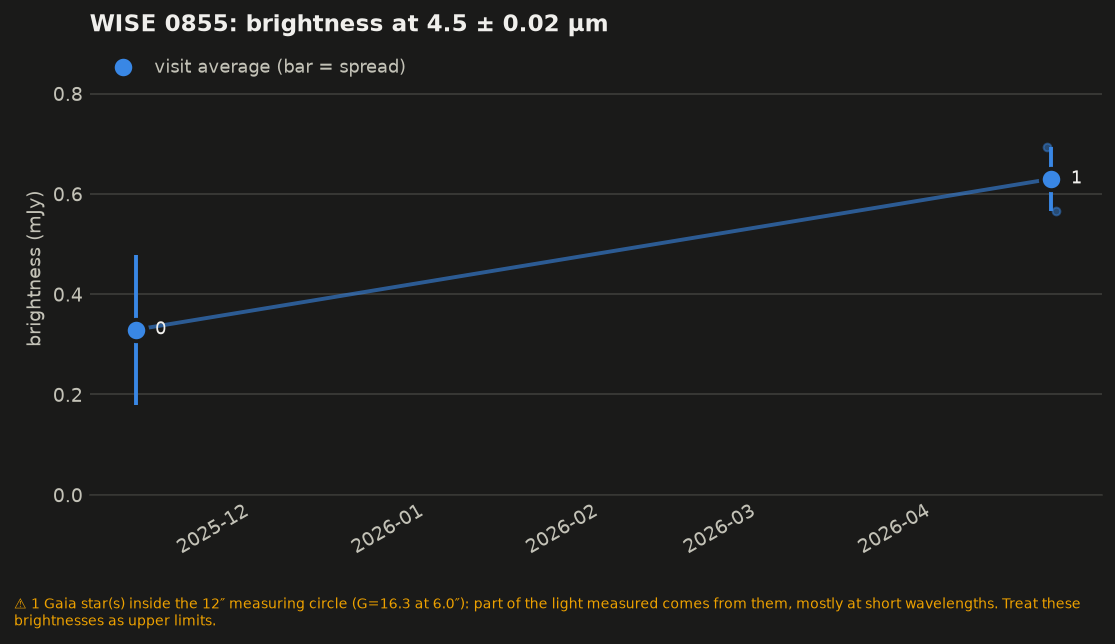 WISE 0855: brightness at 4.5 ± 0.02 µm
visit average (bar = spread)
0.8
0.6
0.4
0.2
0.0
brightness (mJy)
0
1
2025-12
2026-01
2026-02
2026-03
2026-04
⚠ 1 Gaia star(s) inside the 12″ measuring circle (G=16.3 at 6.0″): part of the light measured comes from them, mostly at short wavelengths. Treat these
brightnesses as upper limits.